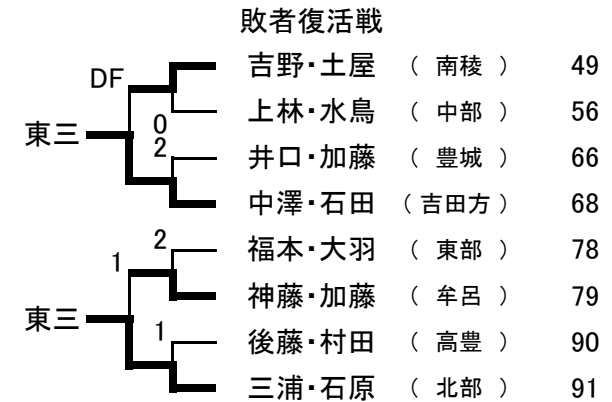 敗者復活戦
吉野・土屋 （ 南稜 ） 49
DF
上林・水鳥 （ 中部 ） 56
0
東三
2
井口・加藤 （ 豊城 ） 66
中澤・石田 （ 吉田方 ） 68
2
福本・大羽 （ 東部 ） 78
1
神藤・加藤 （ 牟呂 ） 79
東三
1
後藤・村田 （ 高豊 ） 90
三浦・石原 （ 北部 ） 91